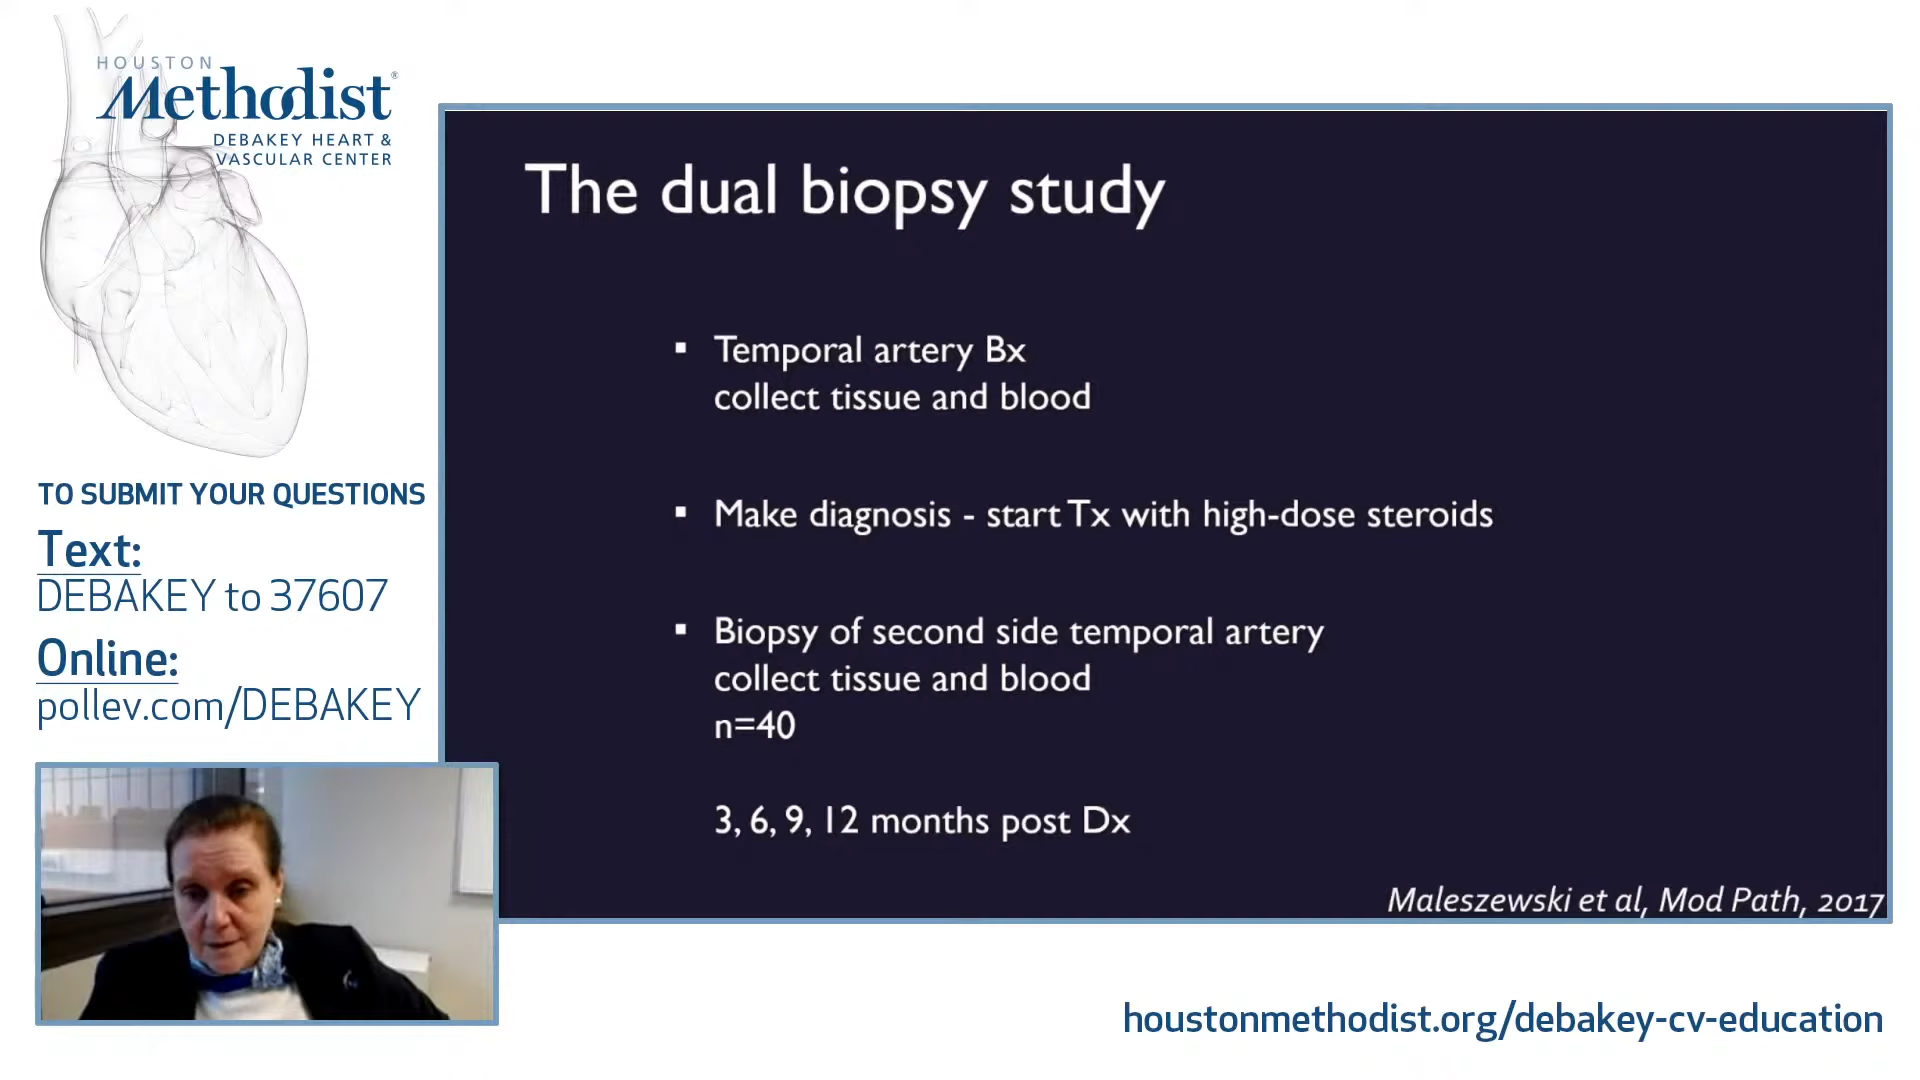 HOUSTON
Methodist®
DEBAKEY HEART &
VASCULAR CENTER
TO SUBMIT YOUR QUESTIONS
Text:
DEBAKEY to 37607
Online:
pollev.com/DEBAKEY
The dual biopsy study
▪ Temporal artery Bx
collect tissue and blood
▪ Make diagnosis - start Tx with high-dose steroids
▪ Biopsy of second side temporal artery
collect tissue and blood
n=40
3, 6, 9, 12 months post Dx
Maleszewski et al, Mod Path, 2017
houstonmethodist.org/debakey-cv-education